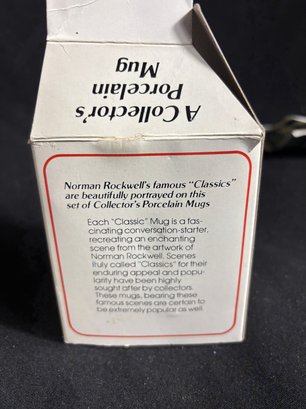 A Collector's
Porcelain
Mug
Norman Rockwell's famous "Classics"
are beautifully portrayed on this
set of Collector's Porcelain Mugs
Each "Classic" Mug is a fas-
cinating conversation-starter,
recreating an enchanting
scene from the artwork of
Norman Rockwell. Scenes
truly called "Classics" for their
enduring appeal and popu-
larity have been highly
sought after by collectors.
These mugs, bearing these
famous scenes are certain to
be extremely popular as well.